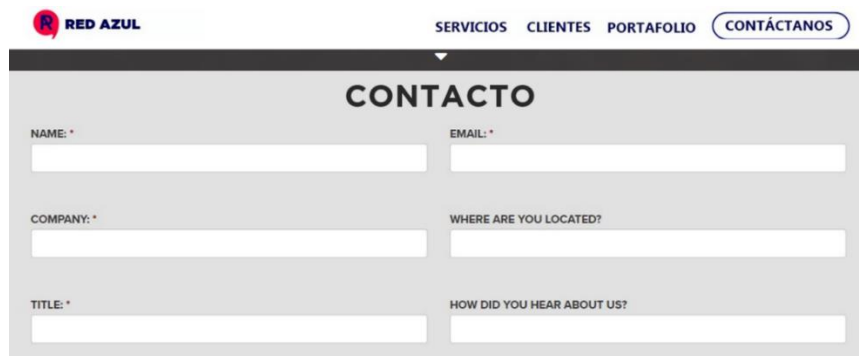 RED AZUL
SERVICIOS CLIENTES PORTAFOLIO CONTÁCTANOS
CONTACTO
NAME: * EMAIL: *
COMPANY: * WHERE ARE YOU LOCATED?
TITLE: * HOW DID YOU HEAR ABOUT US?